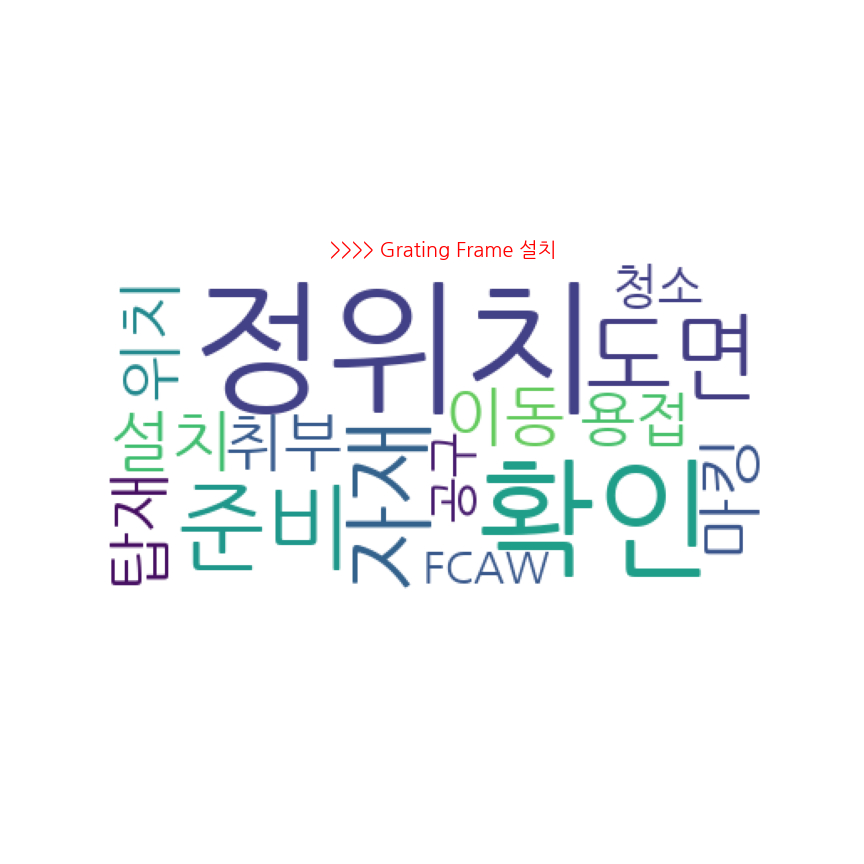 >>>> Grating Frame 설치
청소
위치
정위치
도면
설치
취부
이동
용접
자재
공구
마킹
탑재
준비
확인
FCAW